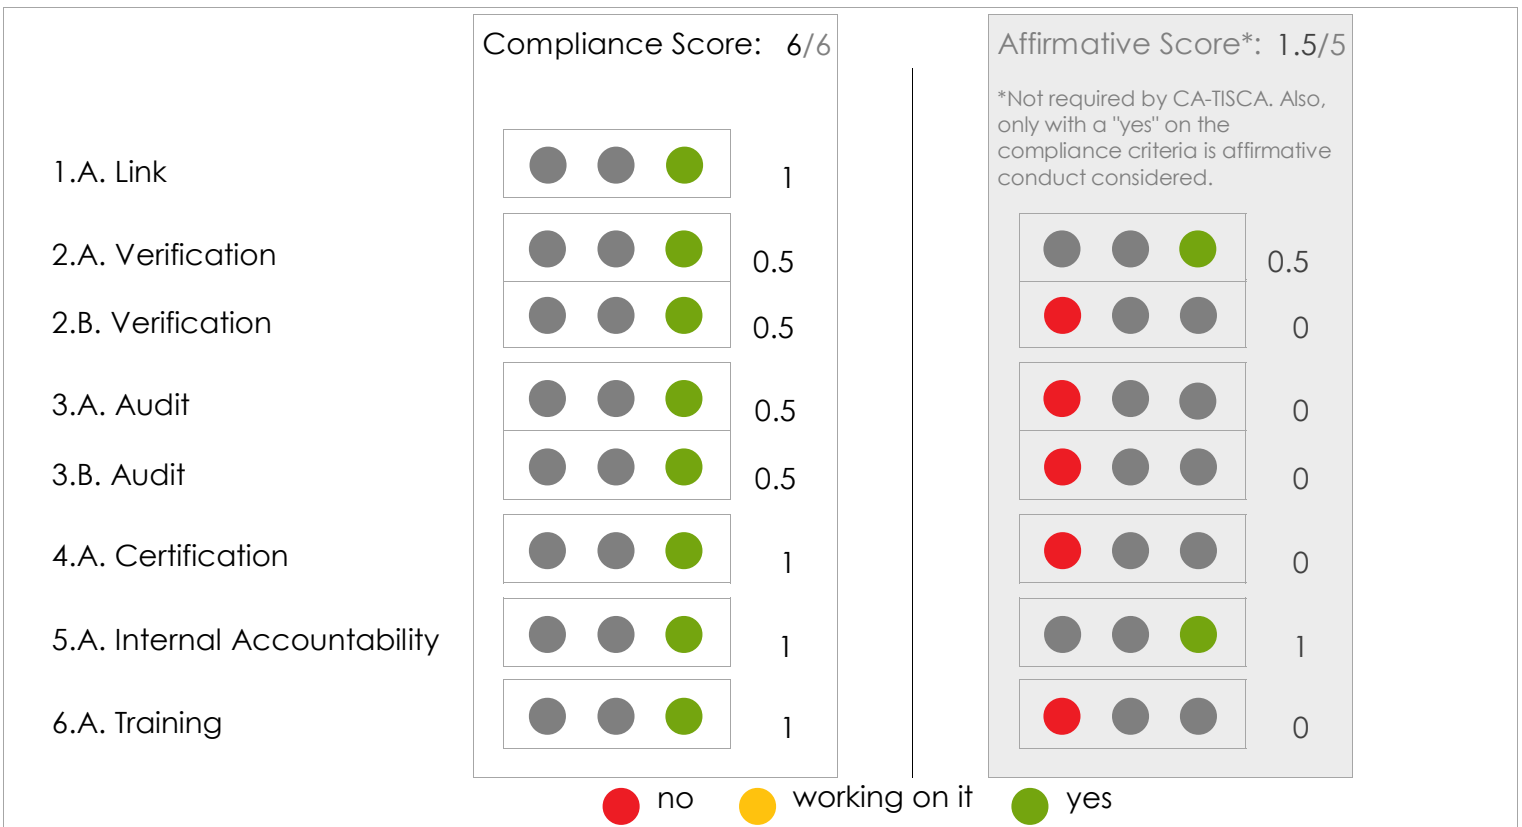 Compliance Score: 6/6
Affirmative Score*: 1.5/5
*Not required by CA-TISCA. Also,
only with a "yes" on the
compliance criteria is affirmative
conduct considered.
1.A. Link 1
2.A. Verification 0.5 0.5
2.B. Verification 0.5 0
3.A. Audit 0.5 0
3.B. Audit 0.5 0
4.A. Certification 1 0
5.A. Internal Accountability 1 1
6.A. Training 1 0
no working on it yes